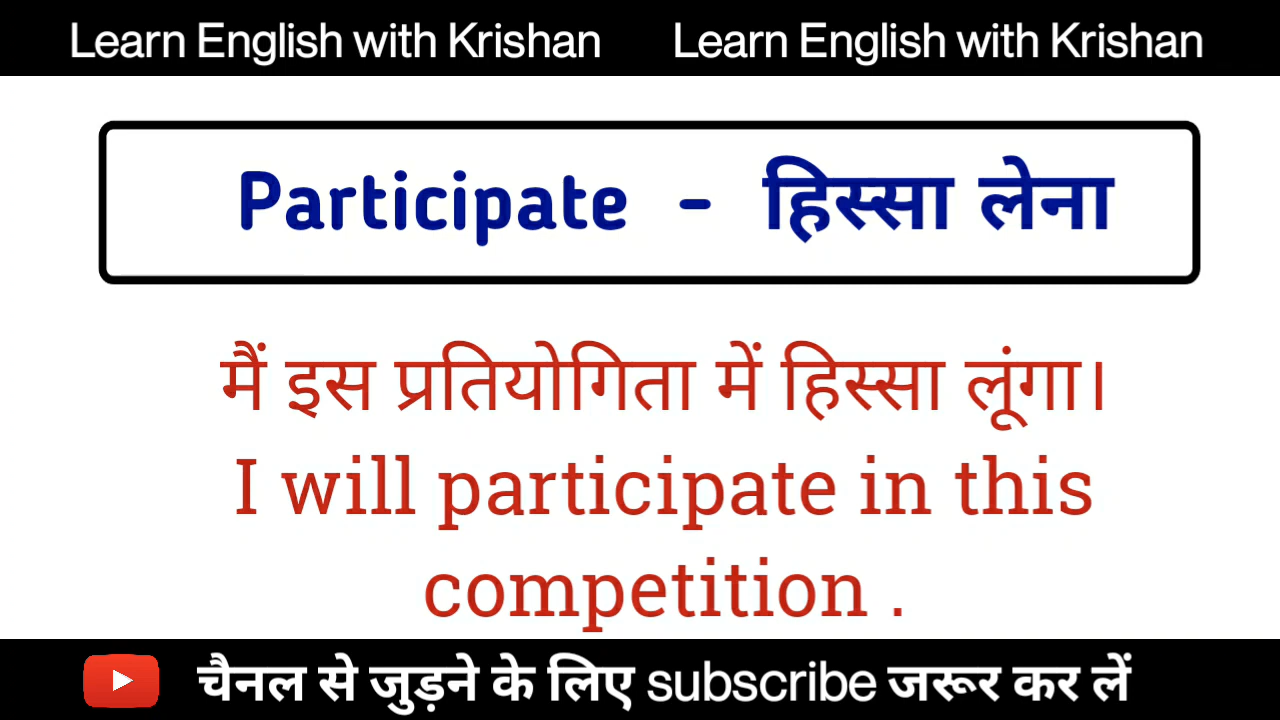 Learn English with Krishan Learn English with Krishan
Participate - हिस्सा लेना
मैं इस प्रतियोगिता में हिस्सा लूंगा।
I will participate in this
competition .
चैनल से जुड़ने के लिए subscribe जरूर कर लें